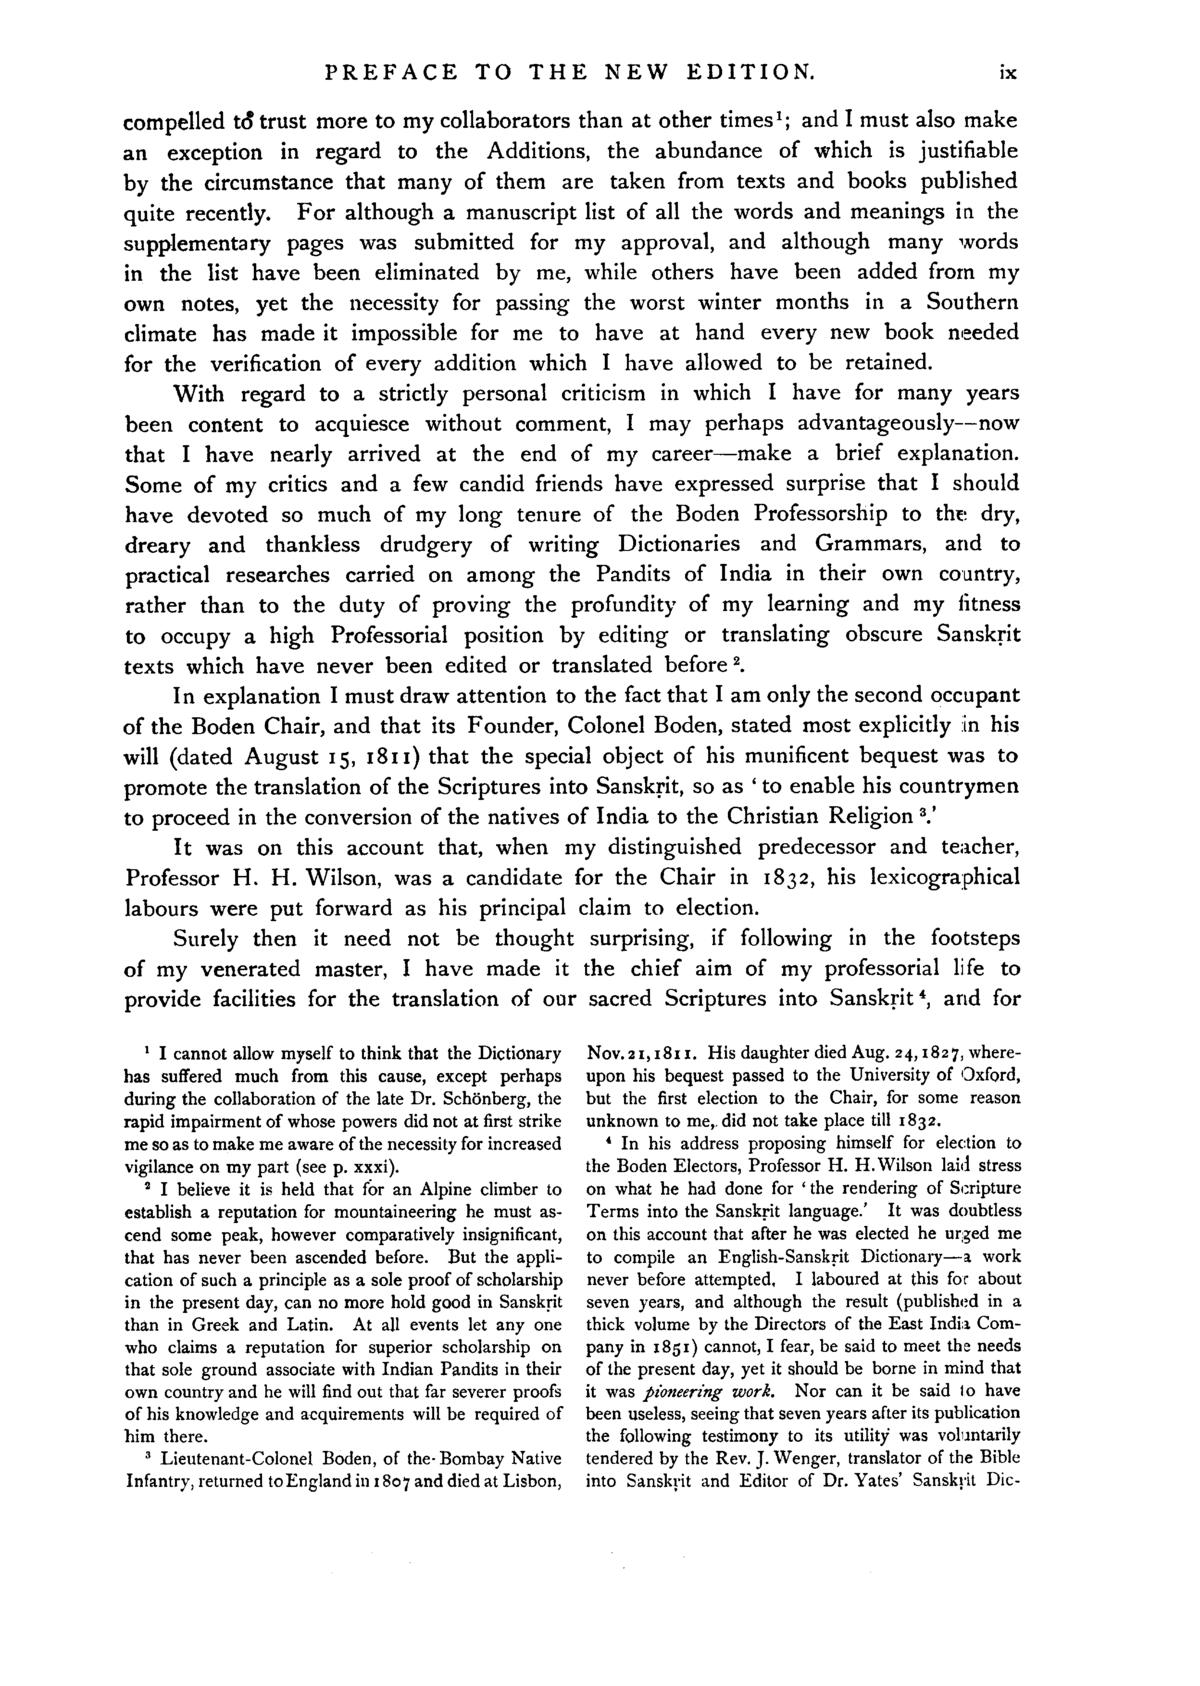 PREFACE TO THE NEW EDITION. ix
compelled to trust more to my collaborators than at other times¹; and I must also make
an exception in regard to the Additions, the abundance of which is justifiable
by the circumstance that many of them are taken from texts and books published
quite recently. For although a manuscript list of all the words and meanings in the
supplementary pages was submitted for my approval, and although many words
in the list have been eliminated by me, while others have been added from my
own notes, yet the necessity for passing the worst winter months in a Southern
climate has made it impossible for me to have at hand every new book needed
for the verification of every addition which I have allowed to be retained.
With regard to a strictly personal criticism in which I have for many years
been content to acquiesce without comment, I may perhaps advantageously—now
that I have nearly arrived at the end of my career—make a brief explanation.
Some of my critics and a few candid friends have expressed surprise that I should
have devoted so much of my long tenure of the Boden Professorship to the dry,
dreary and thankless drudgery of writing Dictionaries and Grammars, and to
practical researches carried on among the Pandits of India in their own country,
rather than to the duty of proving the profundity of my learning and my fitness
to occupy a high Professorial position by editing or translating obscure Sanskṛit
texts which have never been edited or translated before ².
In explanation I must draw attention to the fact that I am only the second occupant
of the Boden Chair, and that its Founder, Colonel Boden, stated most explicitly in his
will (dated August 15, 1811) that the special object of his munificent bequest was to
promote the translation of the Scriptures into Sanskṛit, so as ‘to enable his countrymen
to proceed in the conversion of the natives of India to the Christian Religion ³.’
It was on this account that, when my distinguished predecessor and teacher,
Professor H. H. Wilson, was a candidate for the Chair in 1832, his lexicographical
labours were put forward as his principal claim to election.
Surely then it need not be thought surprising, if following in the footsteps
of my venerated master, I have made it the chief aim of my professorial life to
provide facilities for the translation of our sacred Scriptures into Sanskṛit ⁴, and for
¹ I cannot allow myself to think that the Dictionary
has suffered much from this cause, except perhaps
during the collaboration of the late Dr. Schönberg, the
rapid impairment of whose powers did not at first strike
me so as to make me aware of the necessity for increased
vigilance on my part (see p. xxxi).
² I believe it is held that for an Alpine climber to
establish a reputation for mountaineering he must as-
cend some peak, however comparatively insignificant,
that has never been ascended before. But the appli-
cation of such a principle as a sole proof of scholarship
in the present day, can no more hold good in Sanskṛit
than in Greek and Latin. At all events let any one
who claims a reputation for superior scholarship on
that sole ground associate with Indian Pandits in their
own country and he will find out that far severer proofs
of his knowledge and acquirements will be required of
him there.
³ Lieutenant-Colonel Boden, of the Bombay Native
Infantry, returned to England in 1807 and died at Lisbon,
Nov. 21, 1811. His daughter died Aug. 24, 1827, where-
upon his bequest passed to the University of Oxford,
but the first election to the Chair, for some reason
unknown to me, did not take place till 1832.
⁴ In his address proposing himself for election to
the Boden Electors, Professor H. H. Wilson laid stress
on what he had done for ‘the rendering of Scripture
Terms into the Sanskṛit language.’ It was doubtless
on this account that after he was elected he urged me
to compile an English-Sanskṛit Dictionary—a work
never before attempted. I laboured at this for about
seven years, and although the result (published in a
thick volume by the Directors of the East India Com-
pany in 1851) cannot, I fear, be said to meet the needs
of the present day, yet it should be borne in mind that
it was pioneering work. Nor can it be said to have
been useless, seeing that seven years after its publication
the following testimony to its utility was voluntarily
tendered by the Rev. J. Wenger, translator of the Bible
into Sanskṛit and Editor of Dr. Yates’ Sanskṛit Dic-